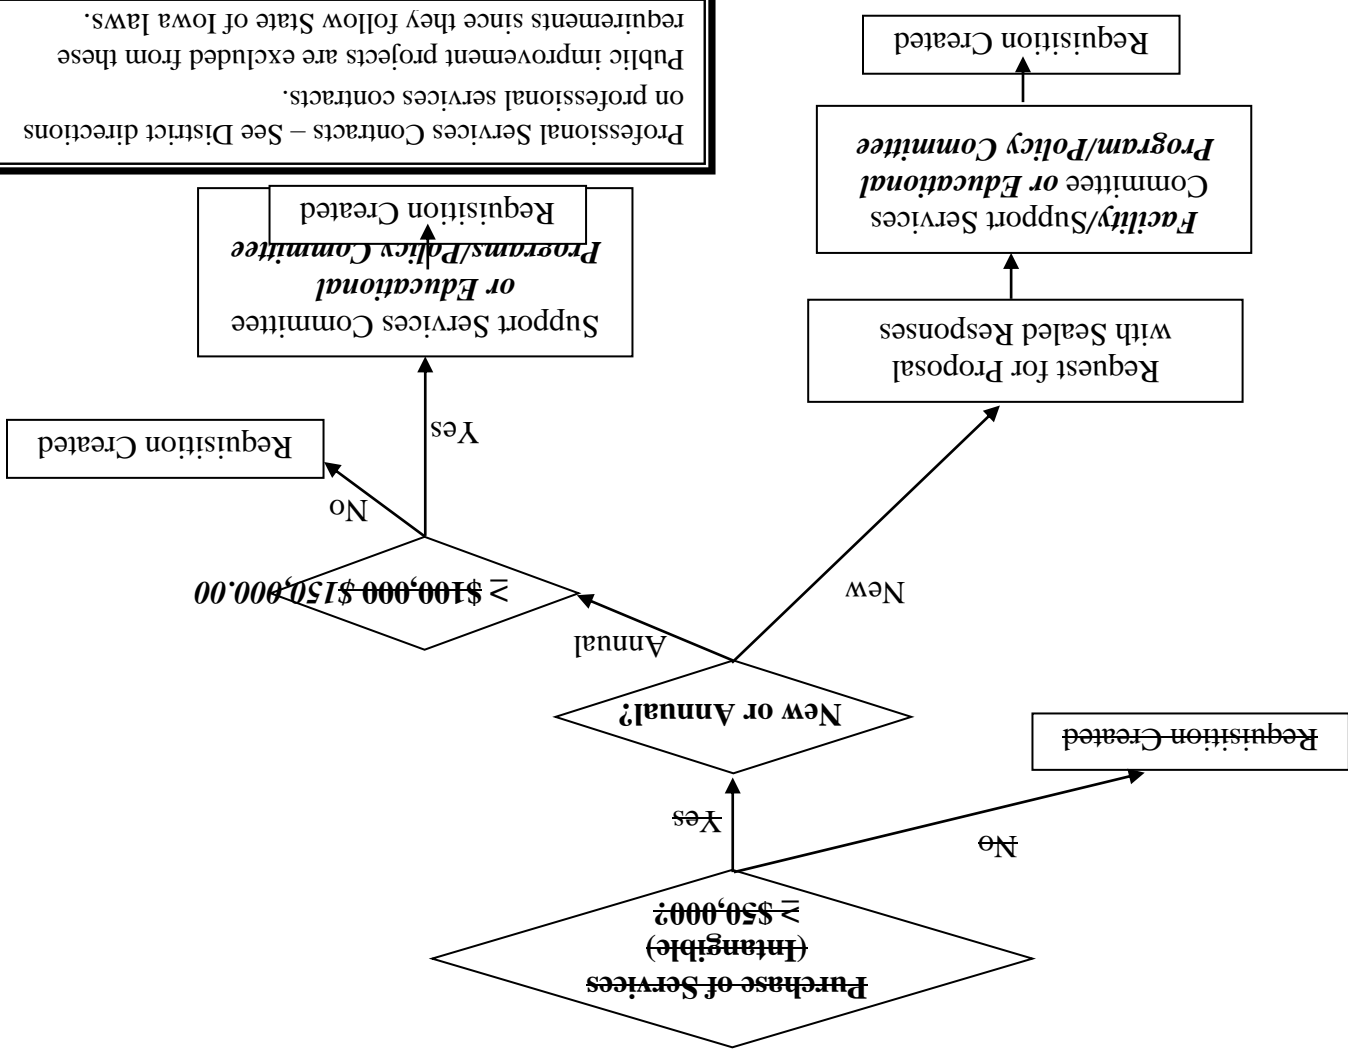 Purchase of Services
(Intangible)
≥ $50,000?
No
Yes
Requisition Created
New or Annual?
New
Annual
≥ $100,000 $150,000.00
No
Yes
Requisition Created
Request for Proposal
with Sealed Responses
Support Services Committee
or Educational
Programs/Policy Committee
Requisition Created
Facility/Support Services
Committee or Educational
Program/Policy Committee
Requisition Created
Professional Services Contracts – See District directions
on professional services contracts.
Public improvement projects are excluded from these
requirements since they follow State of Iowa laws.